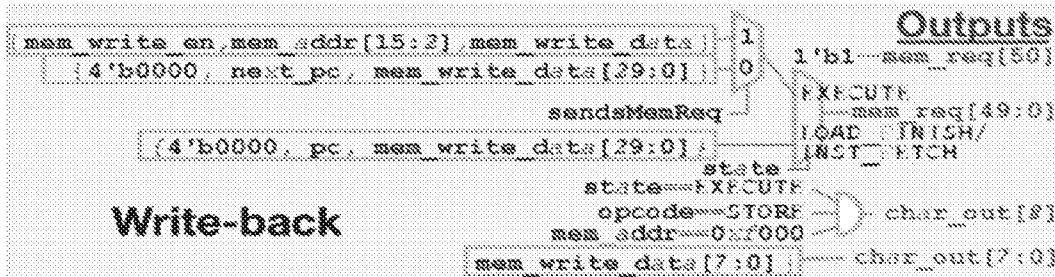 {mem_write_en,mem_addr[15:2],mem_write_data}
1
Outputs
1'b1 mem_req[50]
{4'b0000, next_pc, mem_write_data[29:0]}
0
EXECUTE
sendsMemReq
mem_req[49:0]
{4'b0000, pc, mem_write_data[29:0]}
LOAD_FINISH/
INST_FETCH
state
state==EXECUTE
Write-back
opcode==STORE
char_out[8]
mem_addr==0xf000
mem_write_data[7:0]
char_out[7:0]